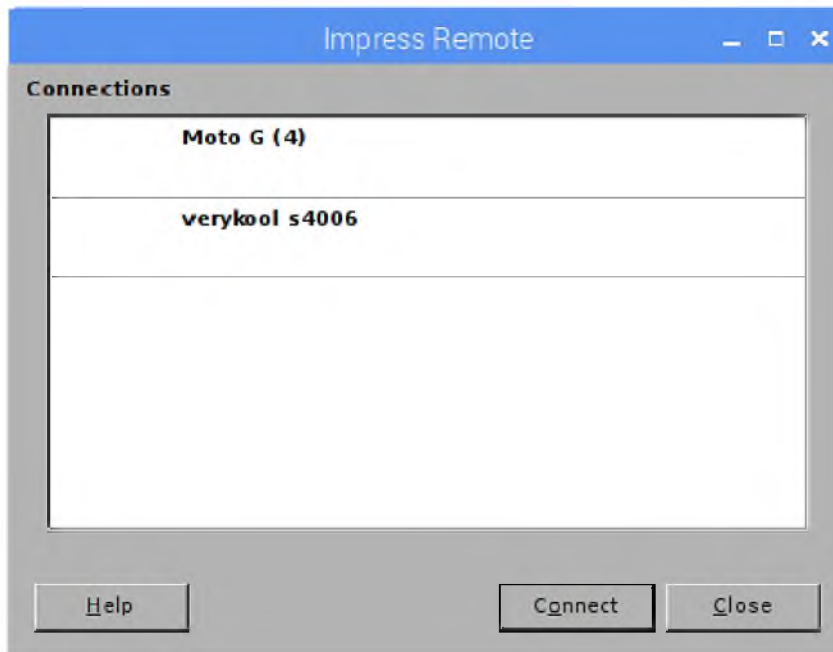 Impress Remote
Connections
Moto G (4)
verykool s4006
Help
Connect
Close